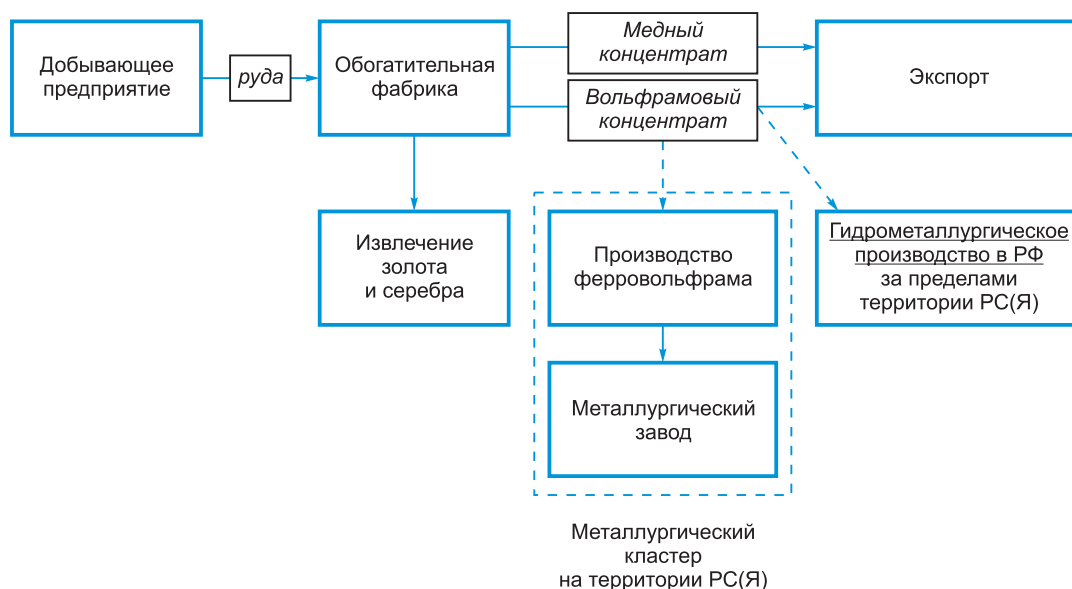 Добывающее
предприятие
руда
Обогатительная
фабрика
Медный
концентрат
Вольфрамовый
концентрат
Экспорт
Извлечение
золота
и серебра
Производство
ферровольфрама
Гидрометаллургическое
производство в РФ
за пределами
территории РС(Я)
Металлургический
завод
Металлургический
кластер
на территории РС(Я)